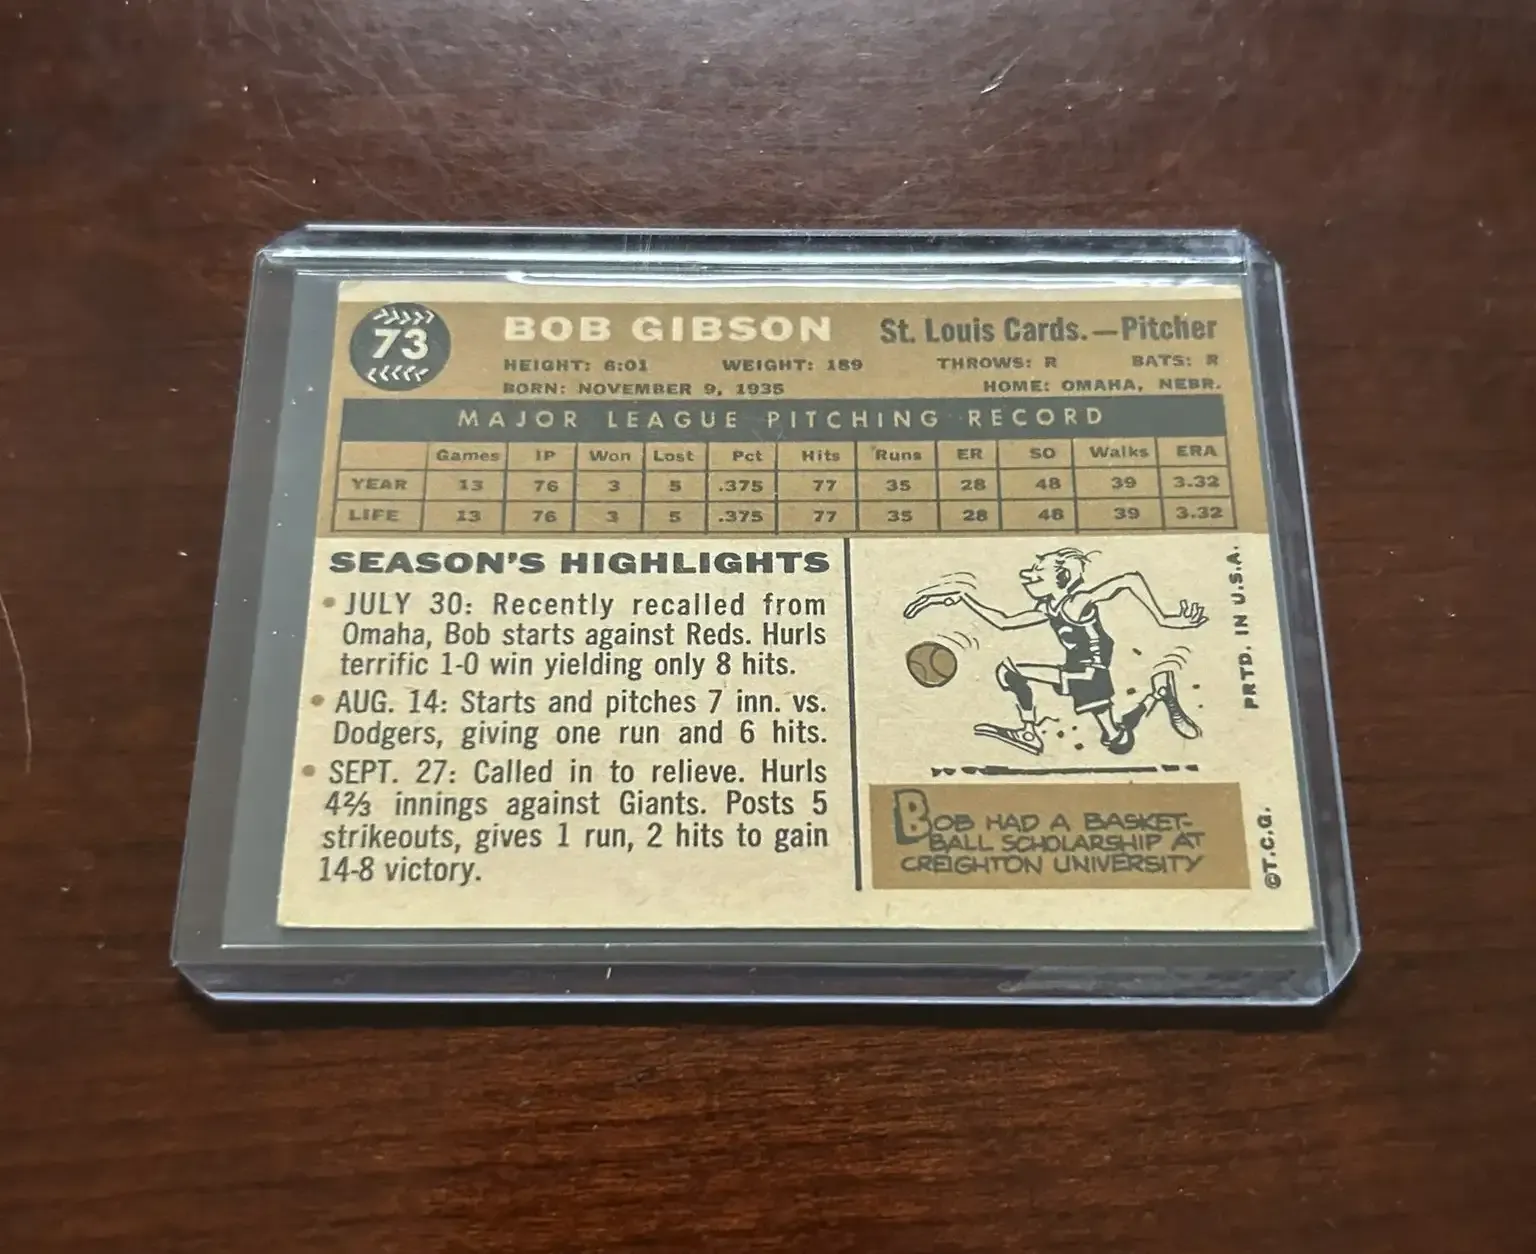 73
BOB GIBSON St. Louis Cards.—Pitcher
HEIGHT: 6:01 WEIGHT: 189 THROWS: R BATS: R
BORN: NOVEMBER 9, 1935 HOME: OMAHA, NEBR.
MAJOR LEAGUE PITCHING RECORD
Games IP Won Lost Pct Hits Runs ER SO Walks ERA
YEAR 13 76 3 5 .375 77 35 28 48 39 3.32
LIFE 13 76 3 5 .375 77 35 28 48 39 3.32
SEASON'S HIGHLIGHTS
• JULY 30: Recently recalled from
Omaha, Bob starts against Reds. Hurls
terrific 1-0 win yielding only 8 hits.
• AUG. 14: Starts and pitches 7 inn. vs.
Dodgers, giving one run and 6 hits.
• SEPT. 27: Called in to relieve. Hurls
4⅔ innings against Giants. Posts 5
strikeouts, gives 1 run, 2 hits to gain
14-8 victory.
BOB HAD A BASKET-
BALL SCHOLARSHIP AT
CREIGHTON UNIVERSITY
©T.C.G. PRTD. IN U.S.A.